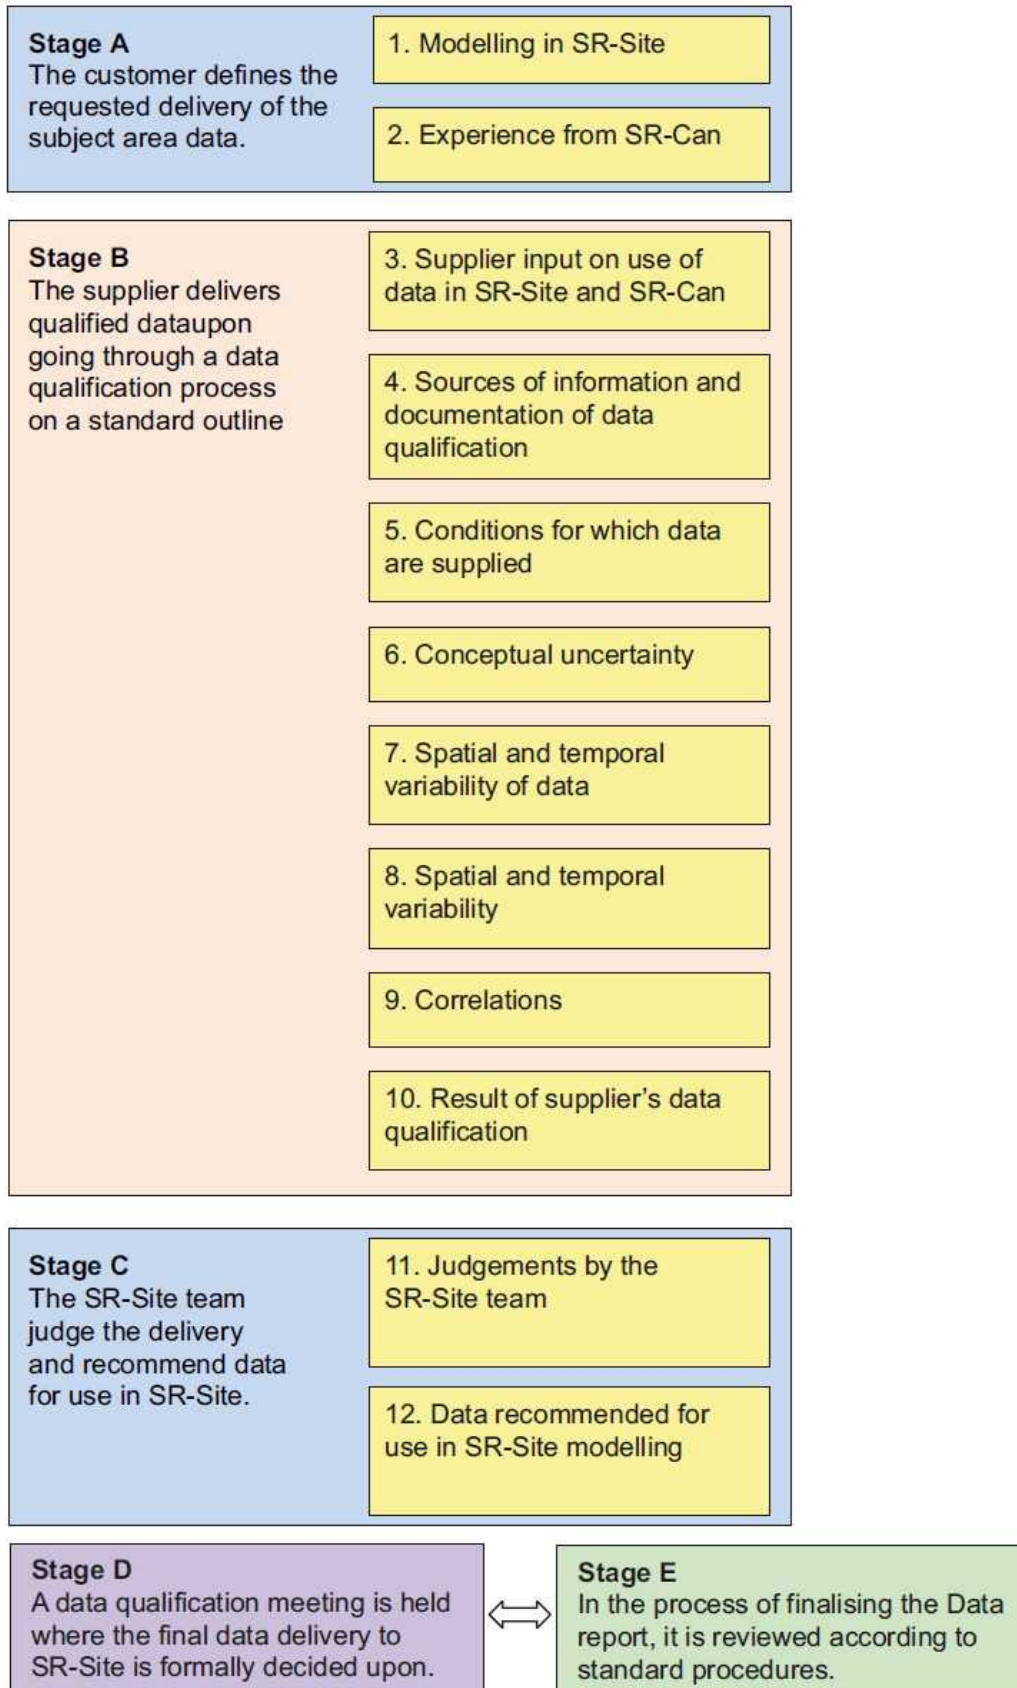 Stage A
The customer defines the
requested delivery of the
subject area data.
1. Modelling in SR-Site
2. Experience from SR-Can
Stage B
The supplier delivers
qualified dataupon
going through a data
qualification process
on a standard outline
3. Supplier input on use of
data in SR-Site and SR-Can
4. Sources of information and
documentation of data
qualification
5. Conditions for which data
are supplied
6. Conceptual uncertainty
7. Spatial and temporal
variability of data
8. Spatial and temporal
variability
9. Correlations
10. Result of supplier’s data
qualification
Stage C
The SR-Site team
judge the delivery
and recommend data
for use in SR-Site.
11. Judgements by the
SR-Site team
12. Data recommended for
use in SR-Site modelling
Stage D
A data qualification meeting is held
where the final data delivery to
SR-Site is formally decided upon.
Stage E
In the process of finalising the Data
report, it is reviewed according to
standard procedures.